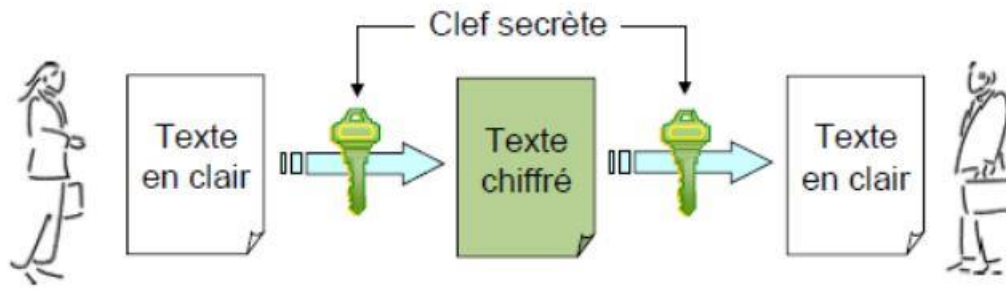 Clef secrète
Texte
en clair
Texte
chiffré
Texte
en clair